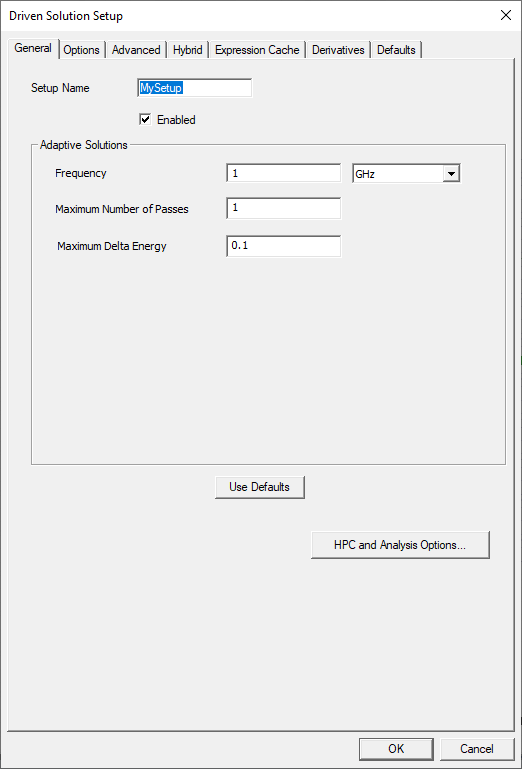 Driven Solution Setup
General Options Advanced Hybrid Expression Cache Derivatives Defaults
Setup Name MySetup
Enabled
Adaptive Solutions
Frequency 1 GHz
Maximum Number of Passes 1
Maximum Delta Energy 0.1
Use Defaults
HPC and Analysis Options...
OK Cancel